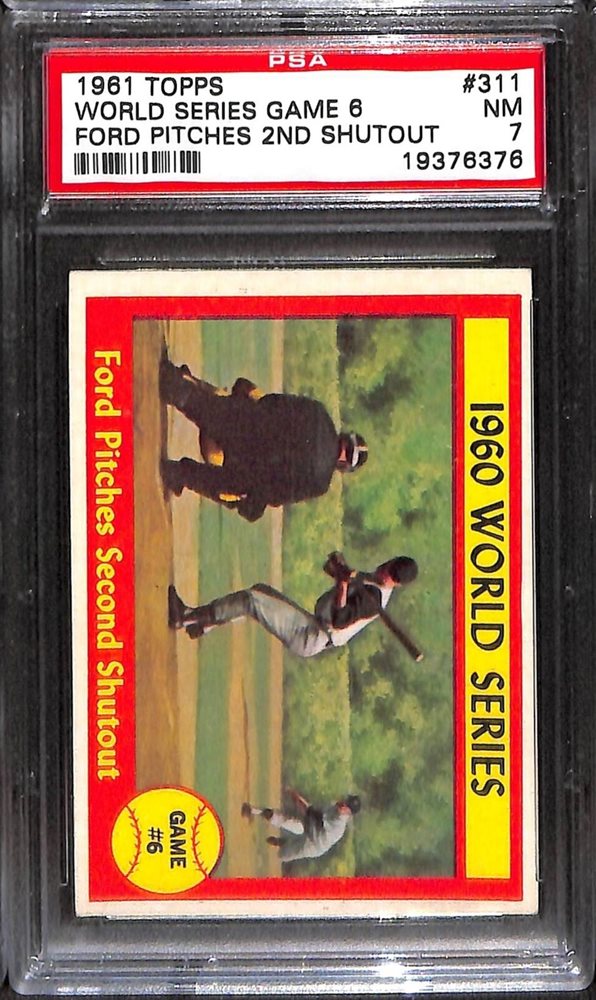 PSA
1961 TOPPS #311
WORLD SERIES GAME 6 NM
FORD PITCHES 2ND SHUTOUT 7
19376376
1960 WORLD SERIES
Ford Pitches Second Shutout
GAME
#6